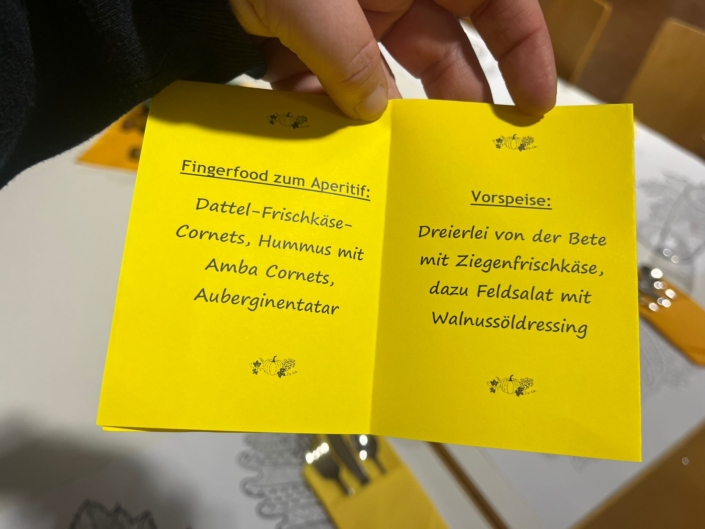 Fingerfood zum Aperitif:
Dattel-Frischkäse-
Cornets, Hummus mit
Amba Cornets,
Auberginentatar
Vorspeise:
Dreierlei von der Bete
mit Ziegenfrischkäse,
dazu Feldsalat mit
Walnussöldressing